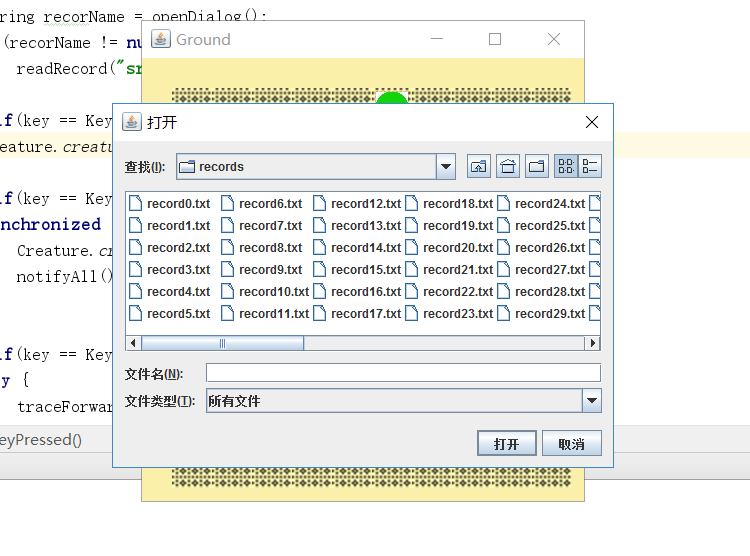 ring recorName = openDialog();
(recorName != nu
readRecord("sr
Ground
if(key == Key
eature.creatu
if(key == Key
nchronized
Creature.cr
notifyAll()
if(key == Key
y {
traceForwar
eyPressed()
打开
查找(I):
records
record0.txt record6.txt record12.txt record18.txt record24.txt
record1.txt record7.txt record13.txt record19.txt record25.txt
record2.txt record8.txt record14.txt record20.txt record26.txt
record3.txt record9.txt record15.txt record21.txt record27.txt
record4.txt record10.txt record16.txt record22.txt record28.txt
record5.txt record11.txt record17.txt record23.txt record29.txt
文件名(N):
文件类型(T): 所有文件
打开 取消